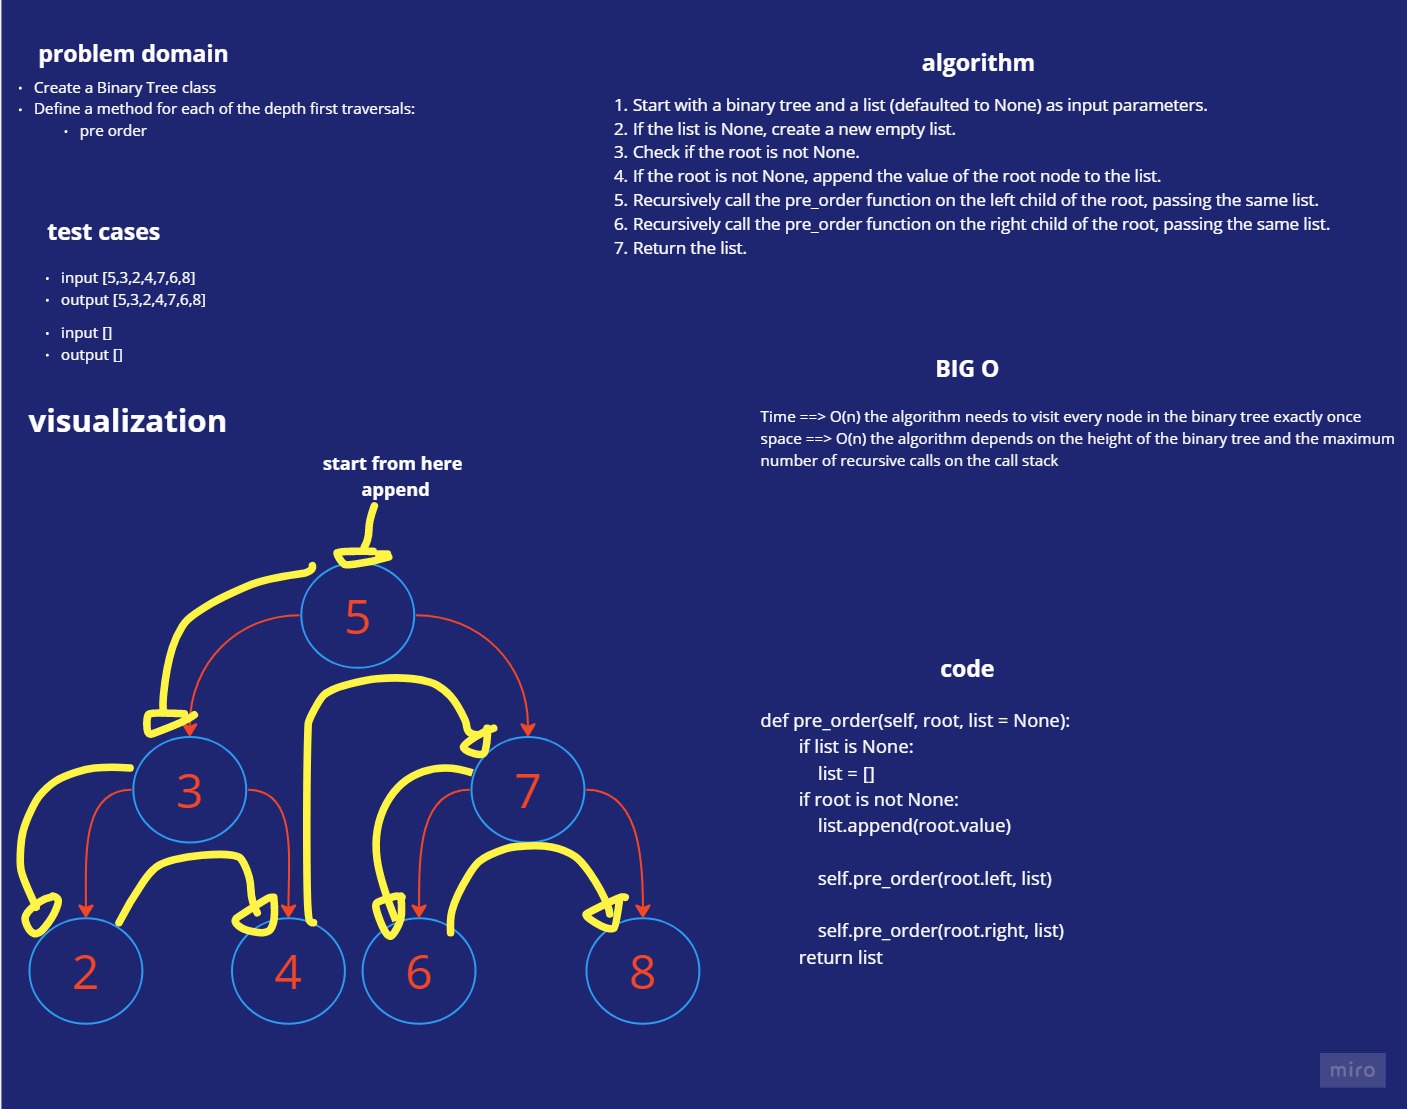 problem domain
• Create a Binary Tree class
• Define a method for each of the depth first traversals:
• pre order
test cases
• input [5,3,2,4,7,6,8]
• output [5,3,2,4,7,6,8]
• input []
• output []
visualization
start from here
append
5
3
7
2
4
6
8
algorithm
1. Start with a binary tree and a list (defaulted to None) as input parameters.
2. If the list is None, create a new empty list.
3. Check if the root is not None.
4. If the root is not None, append the value of the root node to the list.
5. Recursively call the pre_order function on the left child of the root, passing the same list.
6. Recursively call the pre_order function on the right child of the root, passing the same list.
7. Return the list.
BIG O
Time ==> O(n) the algorithm needs to visit every node in the binary tree exactly once
space ==> O(n) the algorithm depends on the height of the binary tree and the maximum
number of recursive calls on the call stack
code
def pre_order(self, root, list = None):
if list is None:
list = []
if root is not None:
list.append(root.value)
self.pre_order(root.left, list)
self.pre_order(root.right, list)
return list
miro